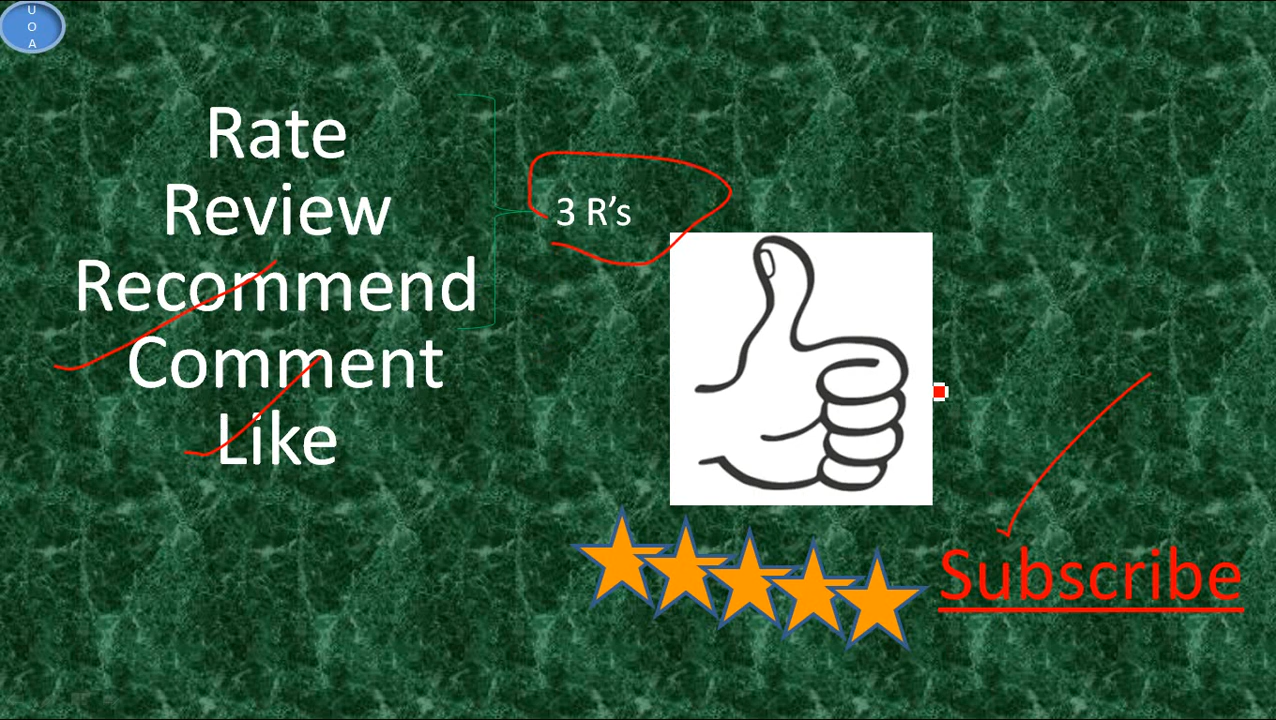 U
O
A
Rate
Review
Recommend
Comment
Like
3 R’s
Subscribe